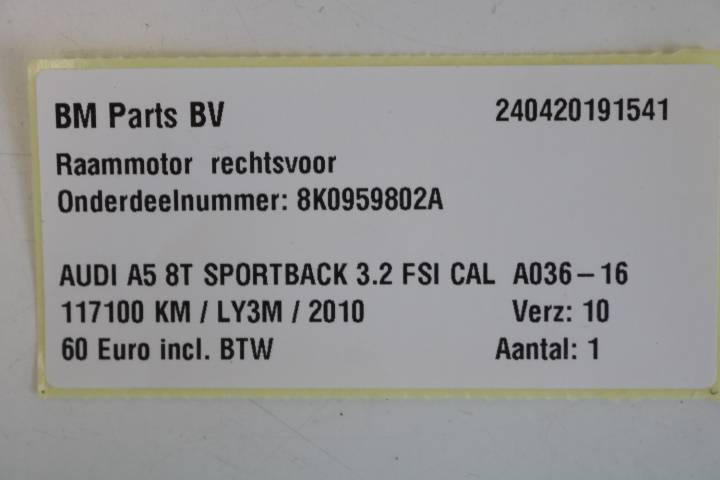 BM Parts BV 240420191541
Raammotor rechtsvoor
Onderdeelnummer: 8K0959802A
AUDI A5 8T SPORTBACK 3.2 FSI CAL A036-16
117100 KM / LY3M / 2010 Verz: 10
60 Euro incl. BTW Aantal: 1